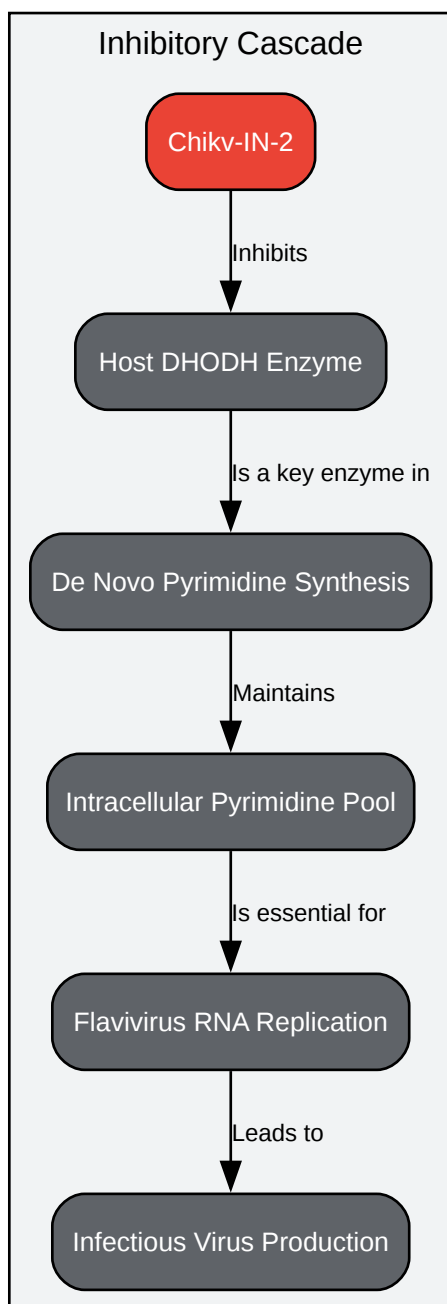 Inhibitory Cascade
Chikv-IN-2
Inhibits
Host DHODH Enzyme
Is a key enzyme in
De Novo Pyrimidine Synthesis
Maintains
Intracellular Pyrimidine Pool
Is essential for
Flavivirus RNA Replication
Leads to
Infectious Virus Production